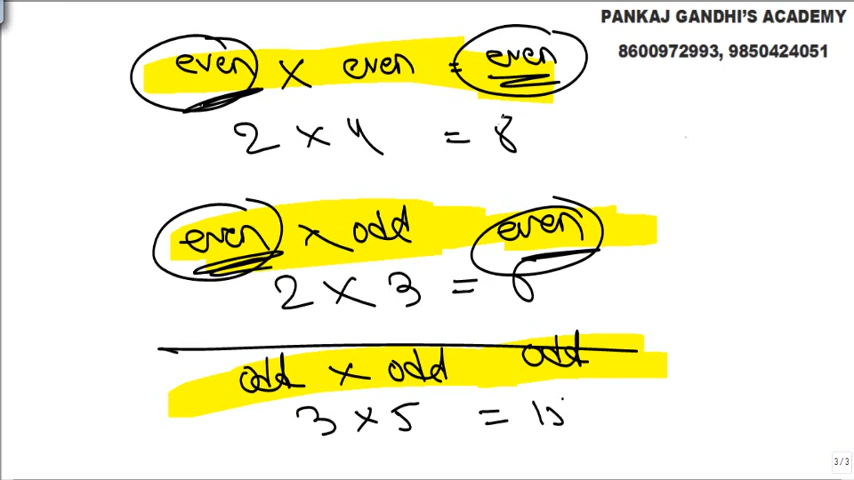 PANKAJ GANDHI'S ACADEMY
8600972993, 9850424051
even × even = even
2 × 4 = 8
even × odd even
2 × 3 = 6
odd × odd odd
3 × 5 = 15
3/3